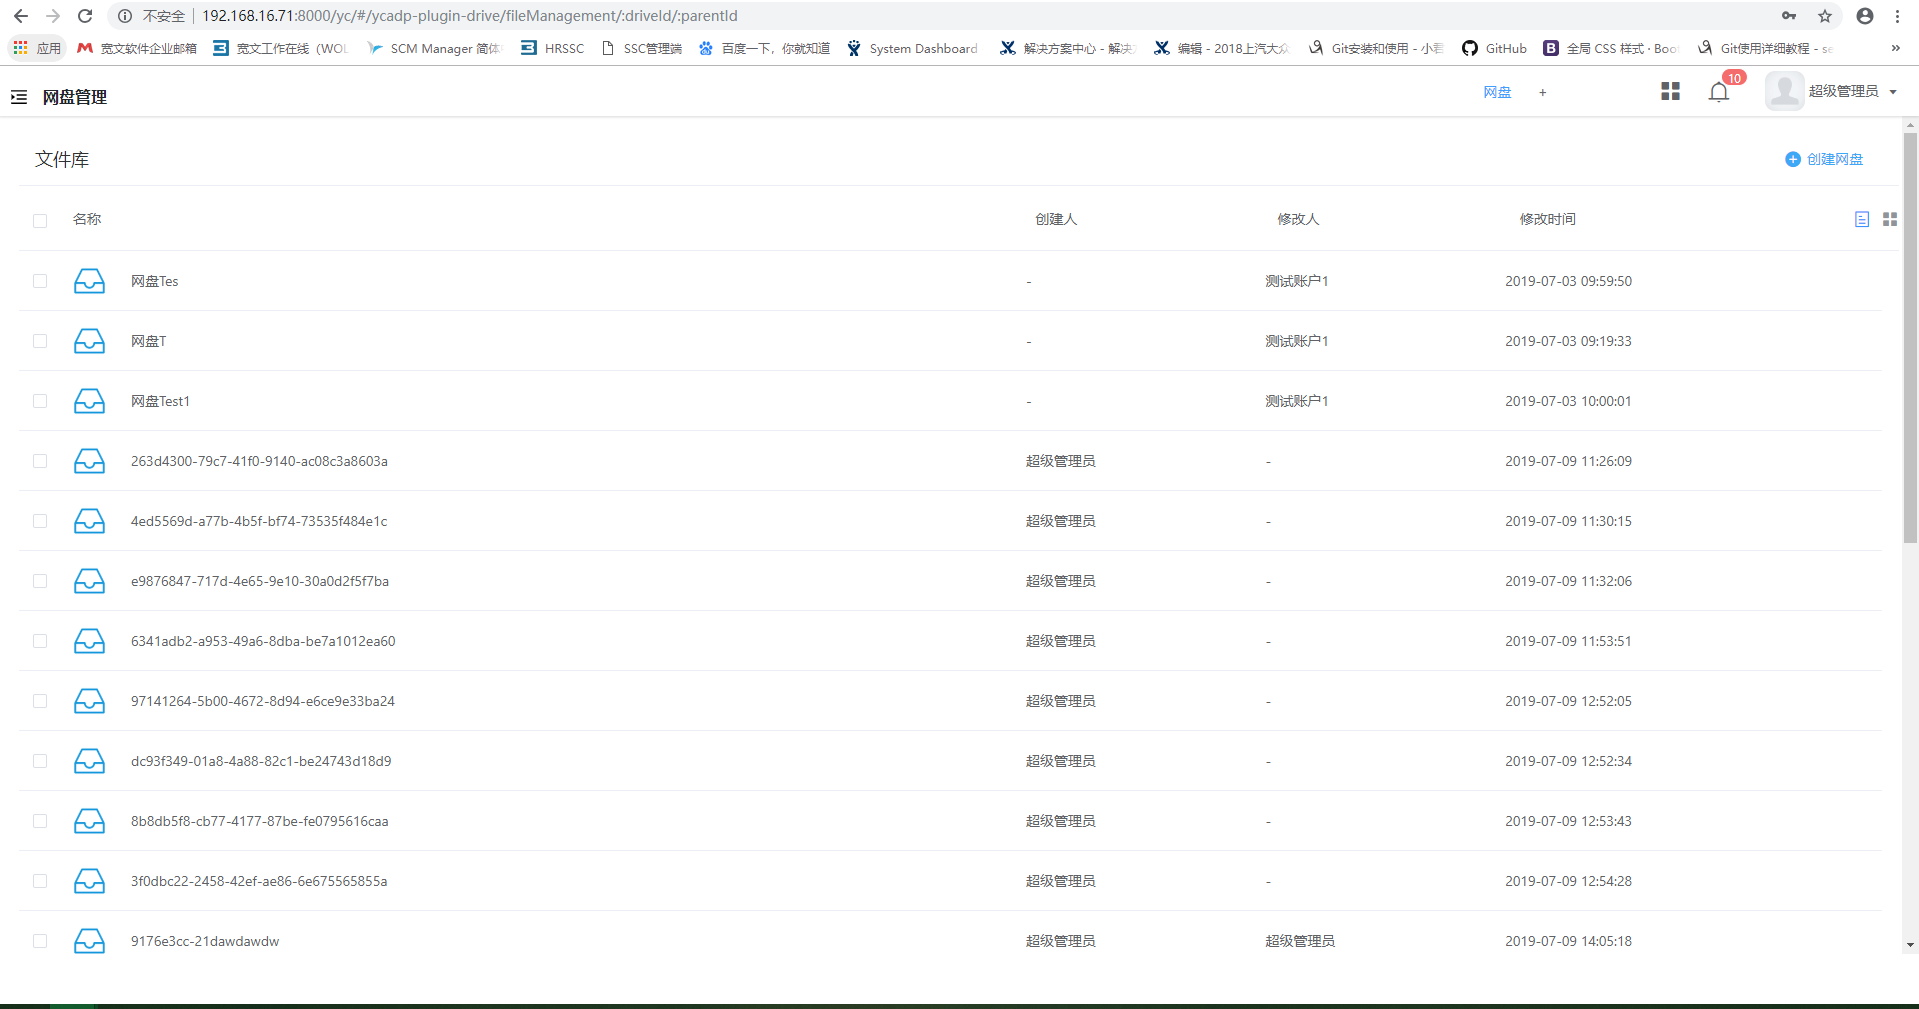 不安全 192.168.16.71:8000/yc/#/ycadp-plugin-drive/fileManagement/:driveId/:parentId
应用 宽文软件企业邮箱 宽文工作在线（WOL SCM Manager 简体 HRSSC SSC管理端 百度一下，你就知道 System Dashboard 解决方案中心 - 解决 编辑 - 2018上汽大众 Git安装和使用 - 小 GitHub 全局 CSS 样式 · Boo Git使用详细教程 - se »
网盘管理 网盘 + 10 超级管理员
文件库 创建网盘
名称 创建人 修改人 修改时间
网盘Tes - 测试账户1 2019-07-03 09:59:50
网盘T - 测试账户1 2019-07-03 09:19:33
网盘Test1 - 测试账户1 2019-07-03 10:00:01
263d4300-79c7-41f0-9140-ac08c3a8603a 超级管理员 - 2019-07-09 11:26:09
4ed5569d-a77b-4b5f-bf74-73535f484e1c 超级管理员 - 2019-07-09 11:30:15
e9876847-717d-4e65-9e10-30a0d2f5f7ba 超级管理员 - 2019-07-09 11:32:06
6341adb2-a953-49a6-8dba-be7a1012ea60 超级管理员 - 2019-07-09 11:53:51
97141264-5b00-4672-8d94-e6ce9e33ba24 超级管理员 - 2019-07-09 12:52:05
dc93f349-01a8-4a88-82c1-be24743d18d9 超级管理员 - 2019-07-09 12:52:34
8b8db5f8-cb77-4177-87be-fe0795616caa 超级管理员 - 2019-07-09 12:53:43
3f0dbc22-2458-42ef-ae86-6e675565855a 超级管理员 - 2019-07-09 12:54:28
9176e3cc-21dawdawdw 超级管理员 超级管理员 2019-07-09 14:05:18